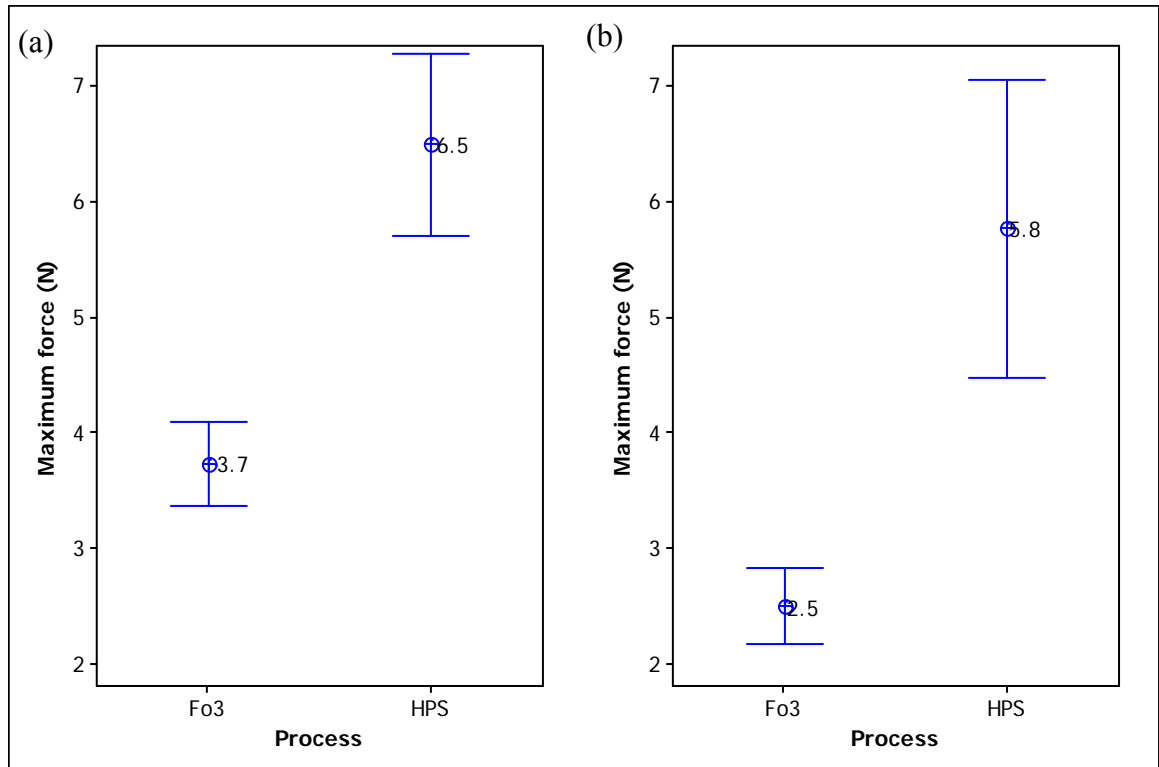 (a)
7
6
5
4
3
2
Maximum force (N)
6.5
3.7
Fo3 HPS
Process
(b)
7
6
5
4
3
2
Maximum force (N)
5.8
2.5
Fo3 HPS
Process